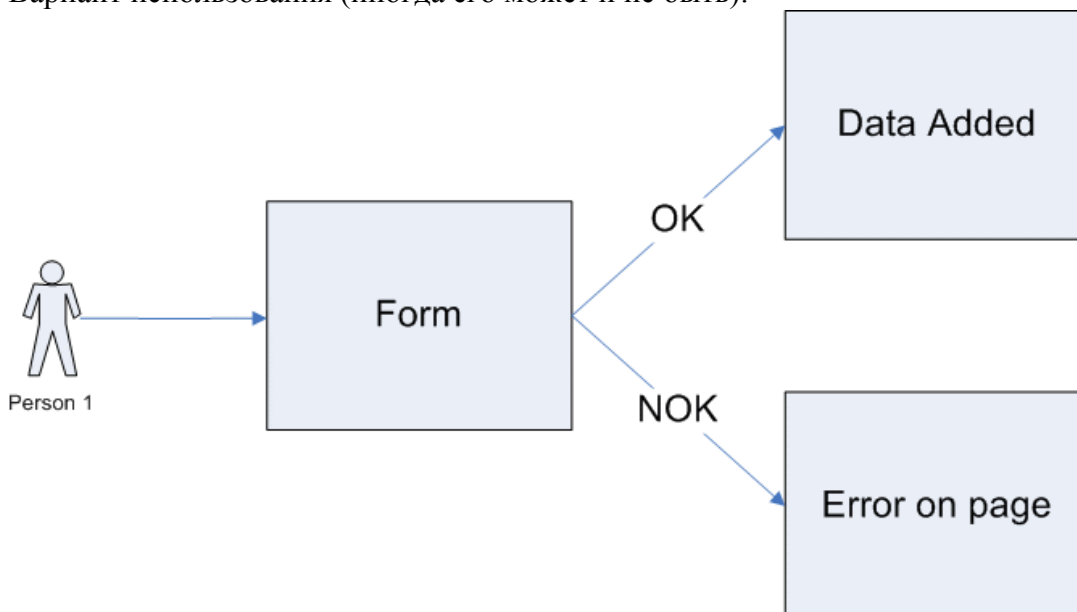 Вариант использования (иногда его может и не быть):
Data Added
OK
Form
Person 1
NOK
Error on page